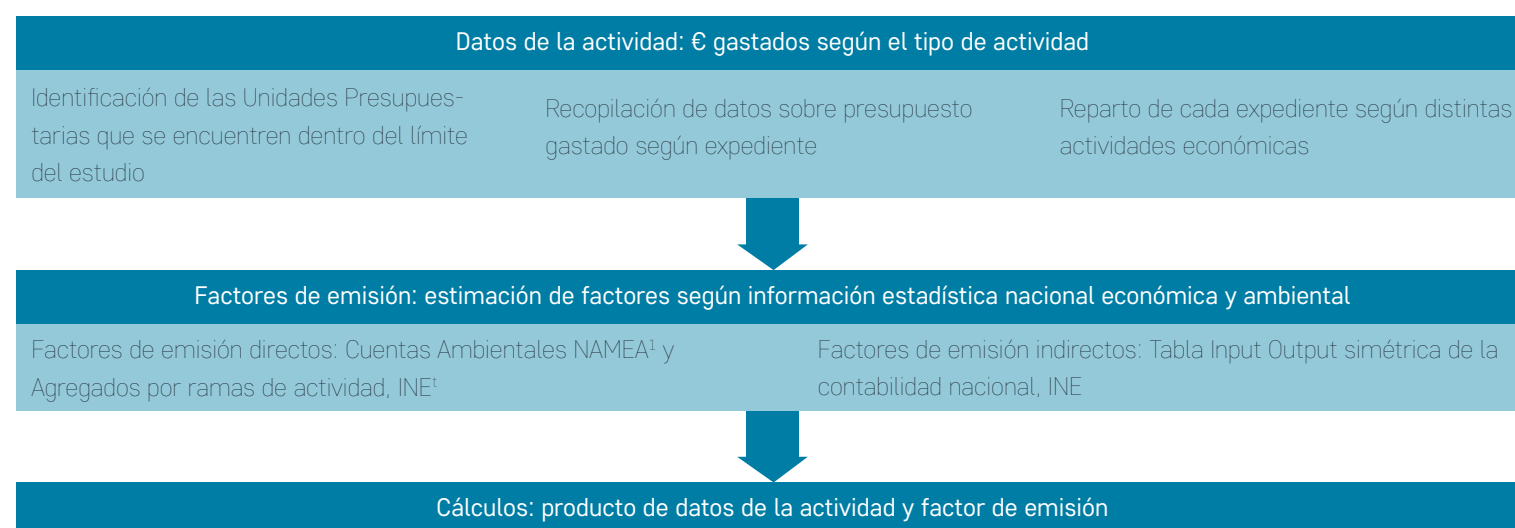 Datos de la actividad: € gastados según el tipo de actividad
Identificación de las Unidades Presupues-
tarias que se encuentren dentro del límite
del estudio
Recopilación de datos sobre presupuesto
gastado según expediente
Reparto de cada expediente según distintas
actividades económicas
Factores de emisión: estimación de factores según información estadística nacional económica y ambiental
Factores de emisión directos: Cuentas Ambientales NAMEA¹ y
Agregados por ramas de actividad, INEᵗ
Factores de emisión indirectos: Tabla Input Output simétrica de la
contabilidad nacional, INE
Cálculos: producto de datos de la actividad y factor de emisión